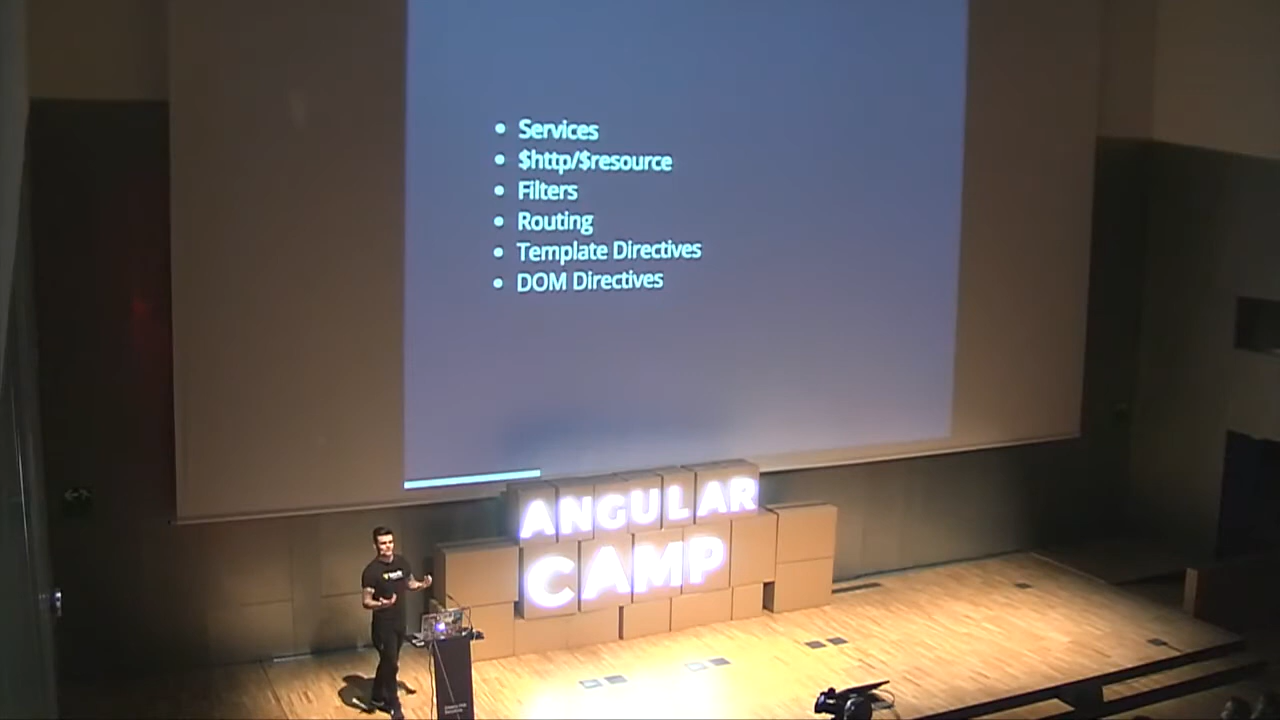 Services
$http/$resource
Filters
Routing
Template Directives
DOM Directives
ANGULAR
CAMP